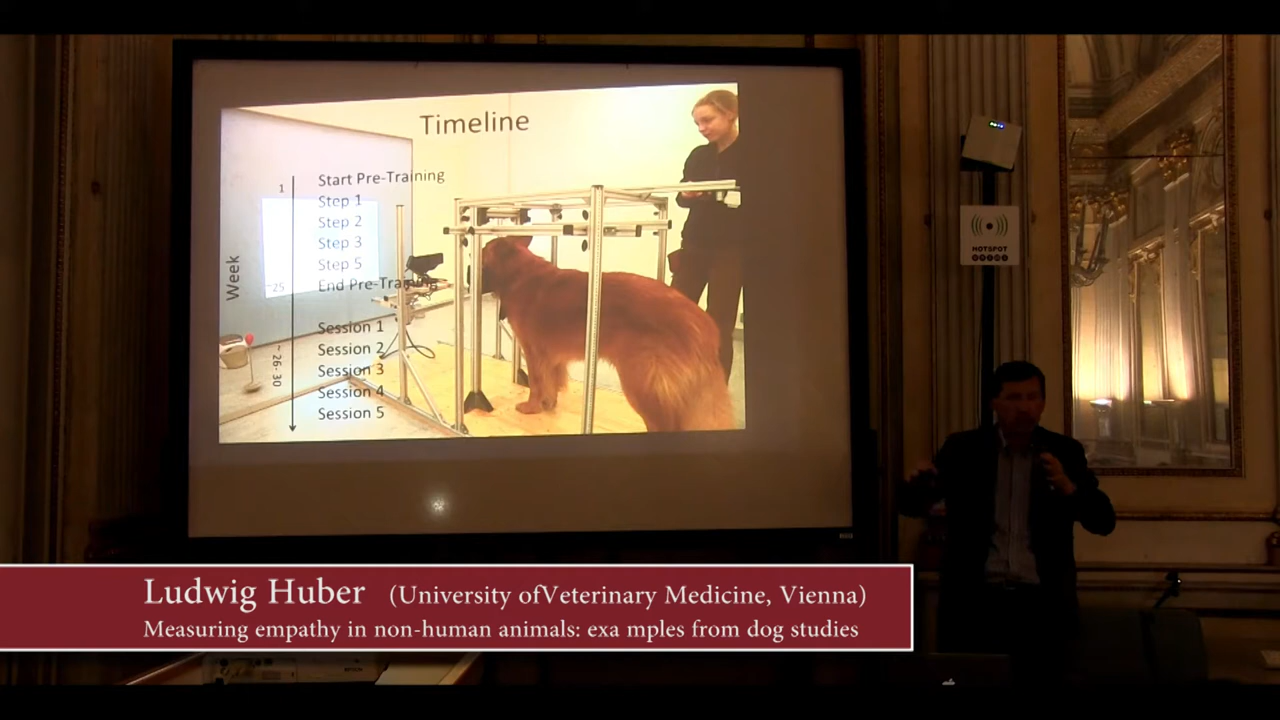 Timeline
1
Start Pre-Training
Step 1
Step 2
Step 3
Step 5
~25
End Pre-Training
Week
Session 1
Session 2
~ 26-30
Session 3
Session 4
Session 5
HOTSPOT
Ludwig Huber (University ofVeterinary Medicine, Vienna)
Measuring empathy in non-human animals: exa mples from dog studies